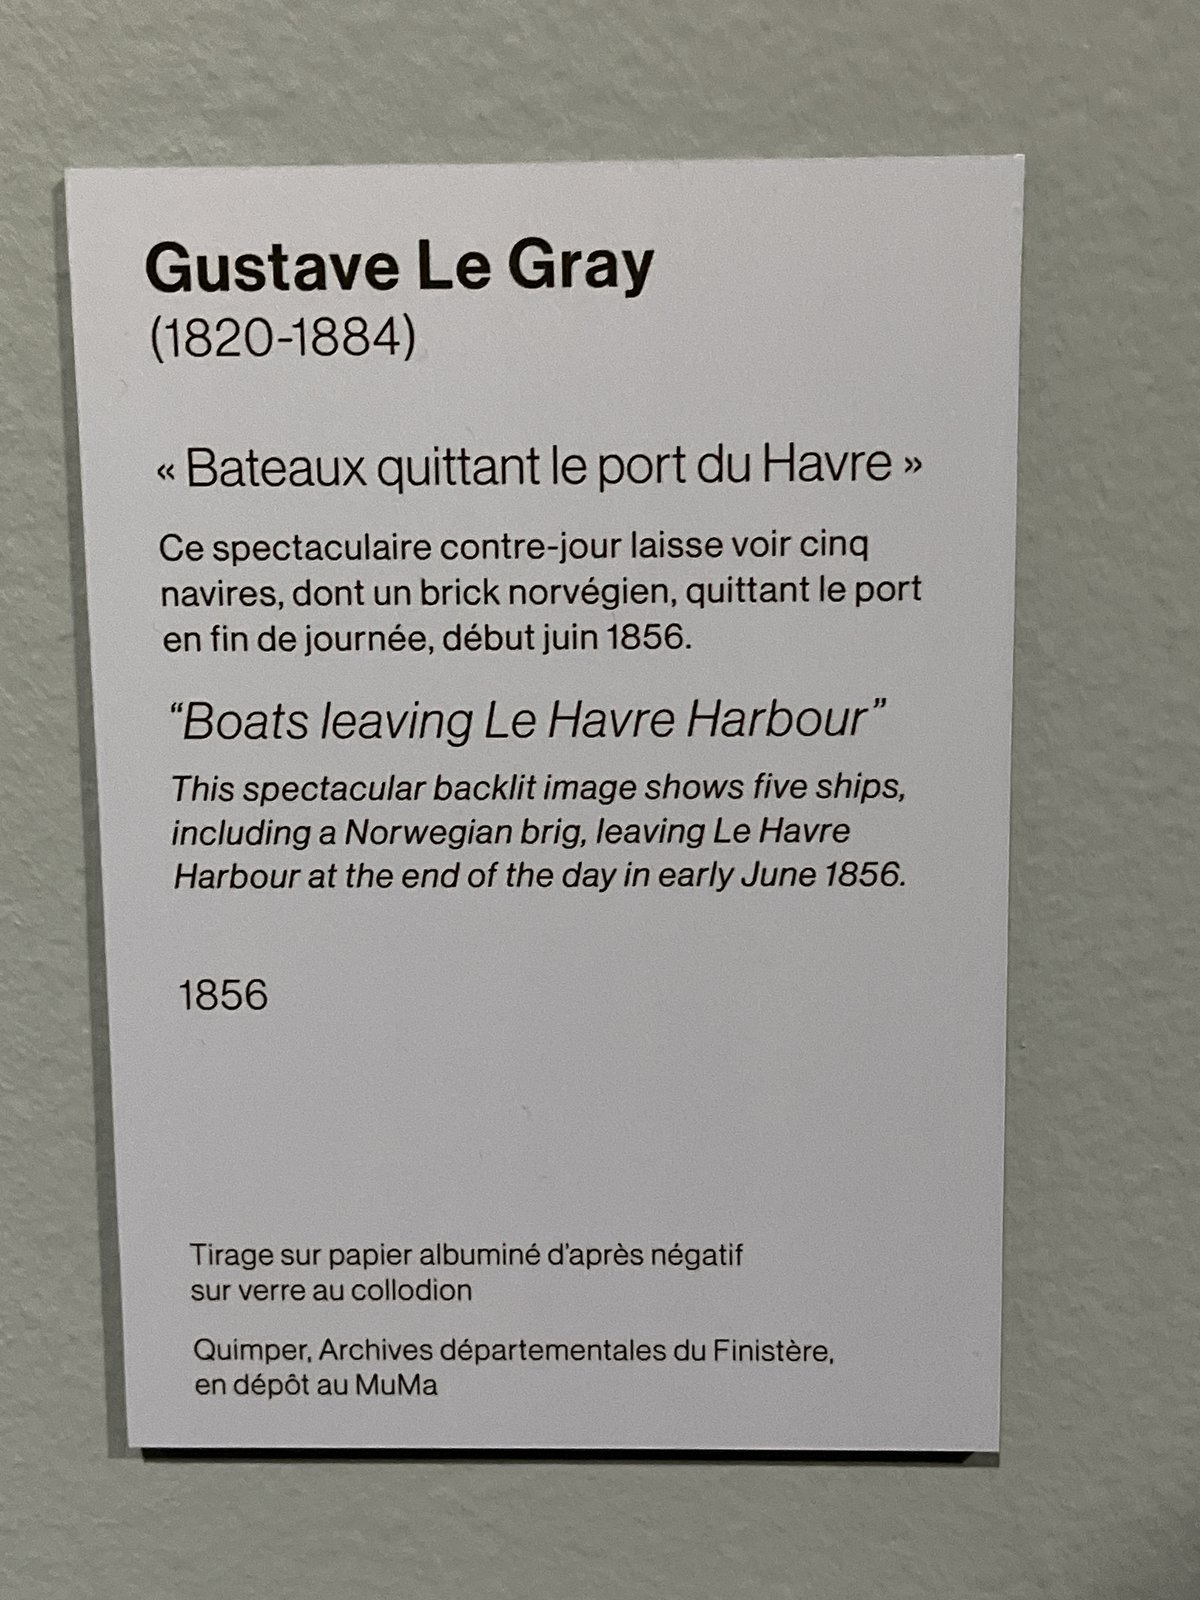 Gustave Le Gray
(1820-1884)
« Bateaux quittant le port du Havre »
Ce spectaculaire contre-jour laisse voir cinq
navires, dont un brick norvégien, quittant le port
en fin de journée, début juin 1856.
“Boats leaving Le Havre Harbour”
This spectacular backlit image shows five ships,
including a Norwegian brig, leaving Le Havre
Harbour at the end of the day in early June 1856.
1856
Tirage sur papier albuminé d’après négatif
sur verre au collodion
Quimper, Archives départementales du Finistère,
en dépôt au MuMa